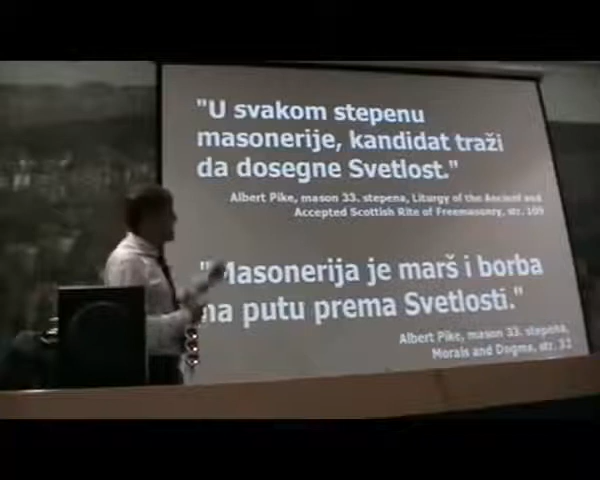 "U svakom stepenu
masonerije, kandidat traži
da dosegne Svetlost."
Albert Pike, mason 33. stepena, Liturgy of the Ancient and
Accepted Scottish Rite of Freemasonry, str. 109
"Masonerija je marš i borba
na putu prema Svetlosti."
Albert Pike, mason 33. stepena,
Morals and Dogma, str. 32